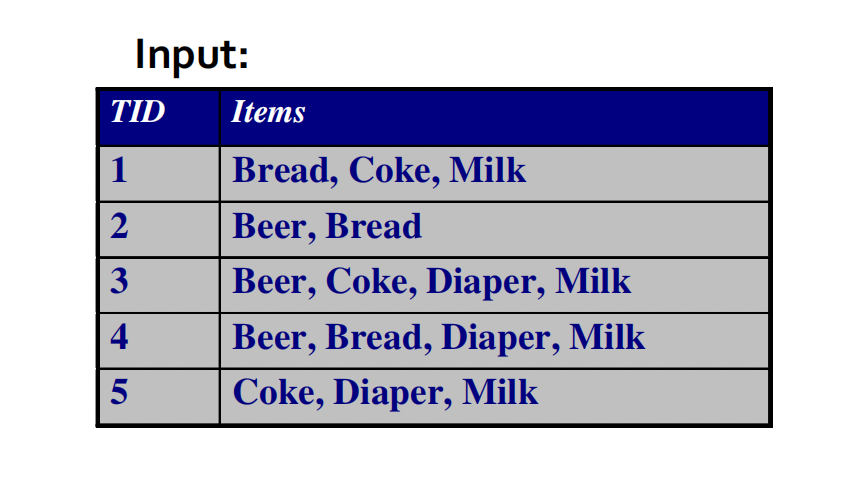 Input:
TID Items
1 Bread, Coke, Milk
2 Beer, Bread
3 Beer, Coke, Diaper, Milk
4 Beer, Bread, Diaper, Milk
5 Coke, Diaper, Milk